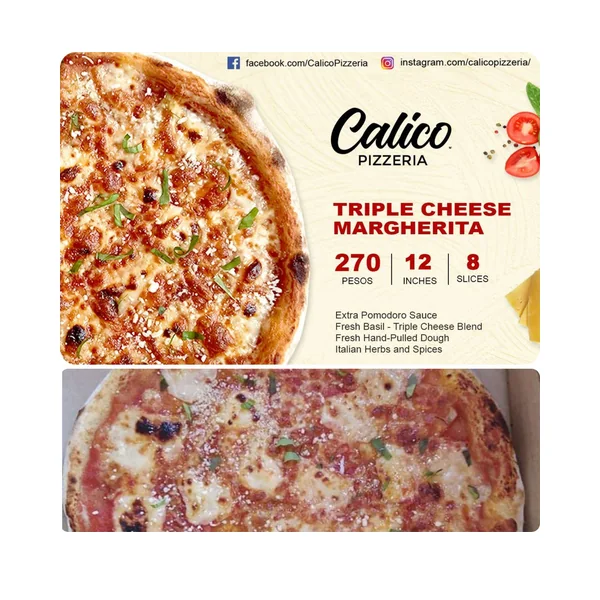 facebook.com/CalicoPizzeria
instagram.com/calicopizzeria/
Calico
PIZZERIA
TRIPLE CHEESE
MARGHERITA
270 PESOS
12 INCHES
8 SLICES
Extra Pomodoro Sauce
Fresh Basil - Triple Cheese Blend
Fresh Hand-Pulled Dough
Italian Herbs and Spices